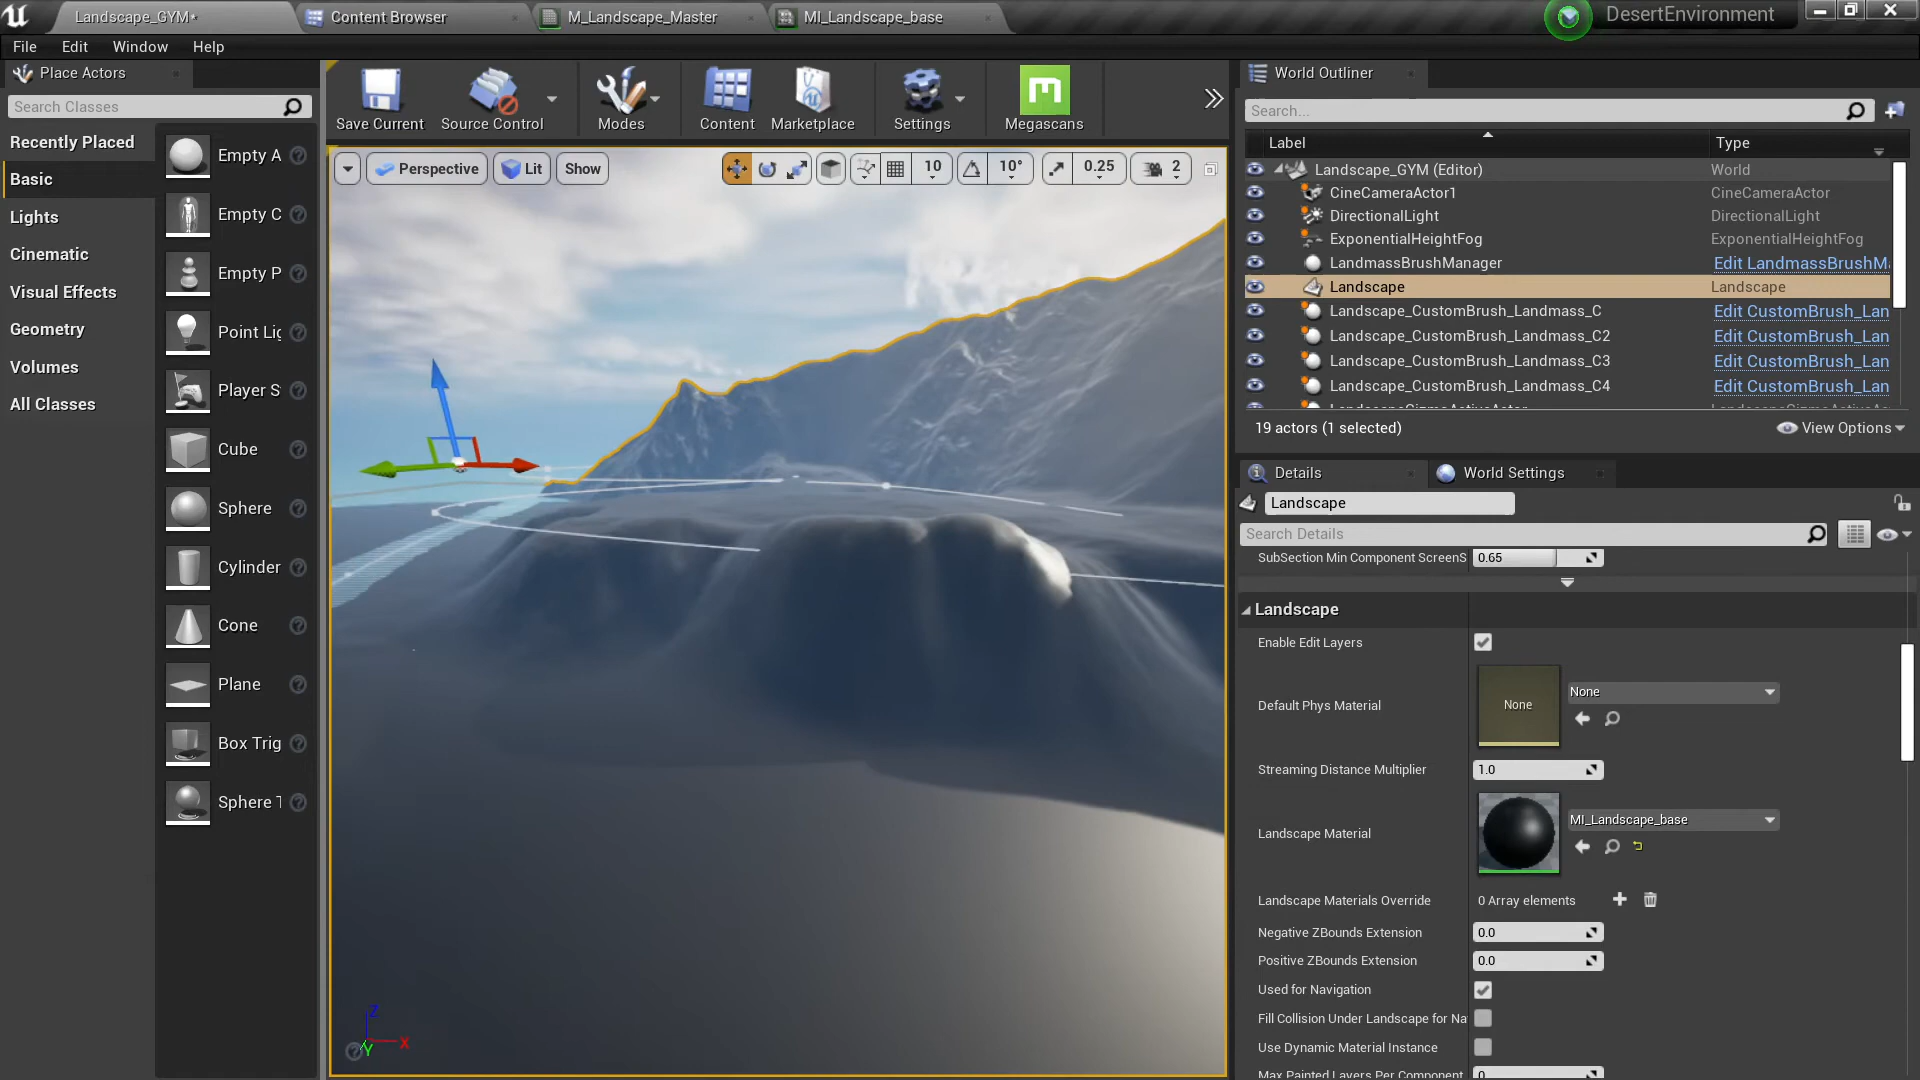 Landscape_GYM*
Content Browser
M_Landscape_Master
MI_Landscape_base
DesertEnvironment
File
Edit
Window
Help
Place Actors
Search Classes
Recently Placed
Basic
Lights
Cinematic
Visual Effects
Geometry
Volumes
All Classes
Empty A
Empty C
Empty P
Point Lig
Player S
Cube
Sphere
Cylinder
Cone
Plane
Box Trig
Sphere T
Save Current
Source Control
Modes
Content
Marketplace
Settings
Megascans
Perspective
Lit
Show
10
10°
0.25
2
Z
X
Y
World Outliner
Search...
Label
Type
Landscape_GYM (Editor)
World
CineCameraActor1
CineCameraActor
DirectionalLight
DirectionalLight
ExponentialHeightFog
ExponentialHeightFog
LandmassBrushManager
Edit LandmassBrushMa
Landscape
Landscape
Landscape_CustomBrush_Landmass_C
Edit CustomBrush_Lan
Landscape_CustomBrush_Landmass_C2
Edit CustomBrush_Lan
Landscape_CustomBrush_Landmass_C3
Edit CustomBrush_Lan
Landscape_CustomBrush_Landmass_C4
Edit CustomBrush_Lan
19 actors (1 selected)
View Options
Details
World Settings
Landscape
Search Details
SubSection Min Component ScreenS
0.65
Landscape
Enable Edit Layers
Default Phys Material
None
None
Streaming Distance Multiplier
1.0
Landscape Material
MI_Landscape_base
Landscape Materials Override
0 Array elements
Negative ZBounds Extension
0.0
Positive ZBounds Extension
0.0
Used for Navigation
Fill Collision Under Landscape for Na
Use Dynamic Material Instance
Max Painted Layers Per Component
0